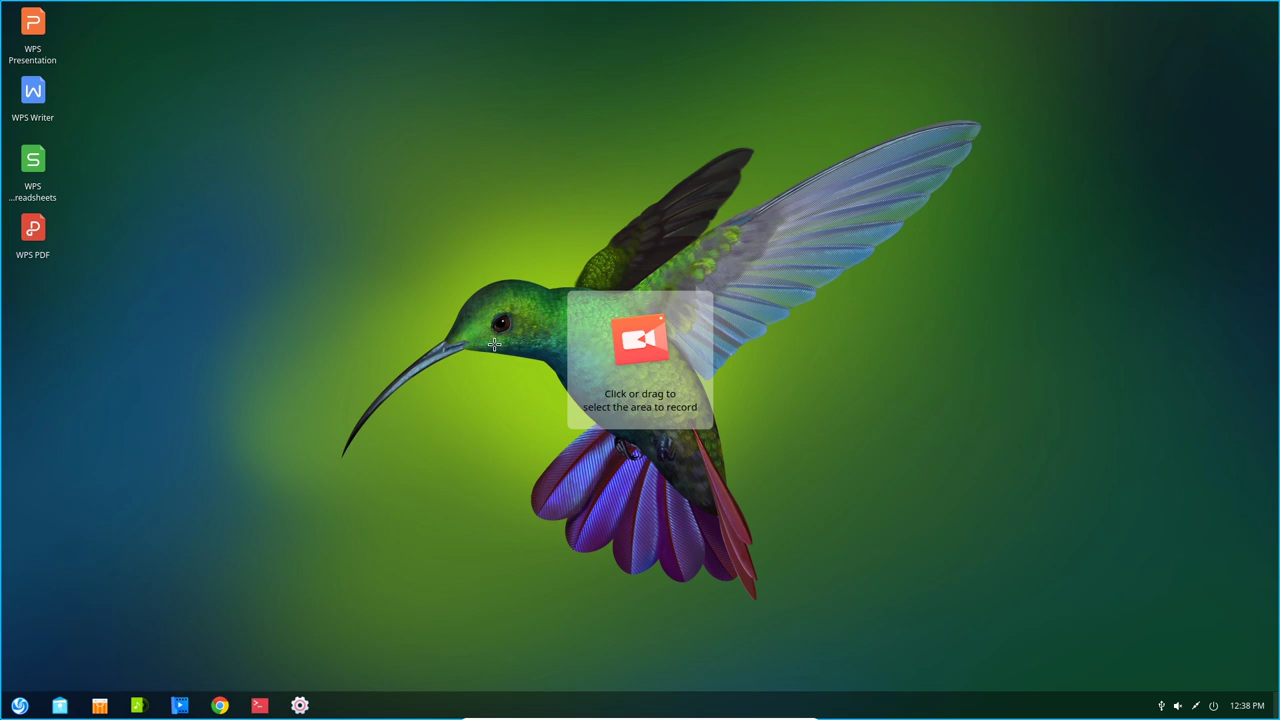 WPS
Presentation
WPS Writer
WPS
...readsheets
WPS PDF
Click or drag to
select the area to record
12:38 PM